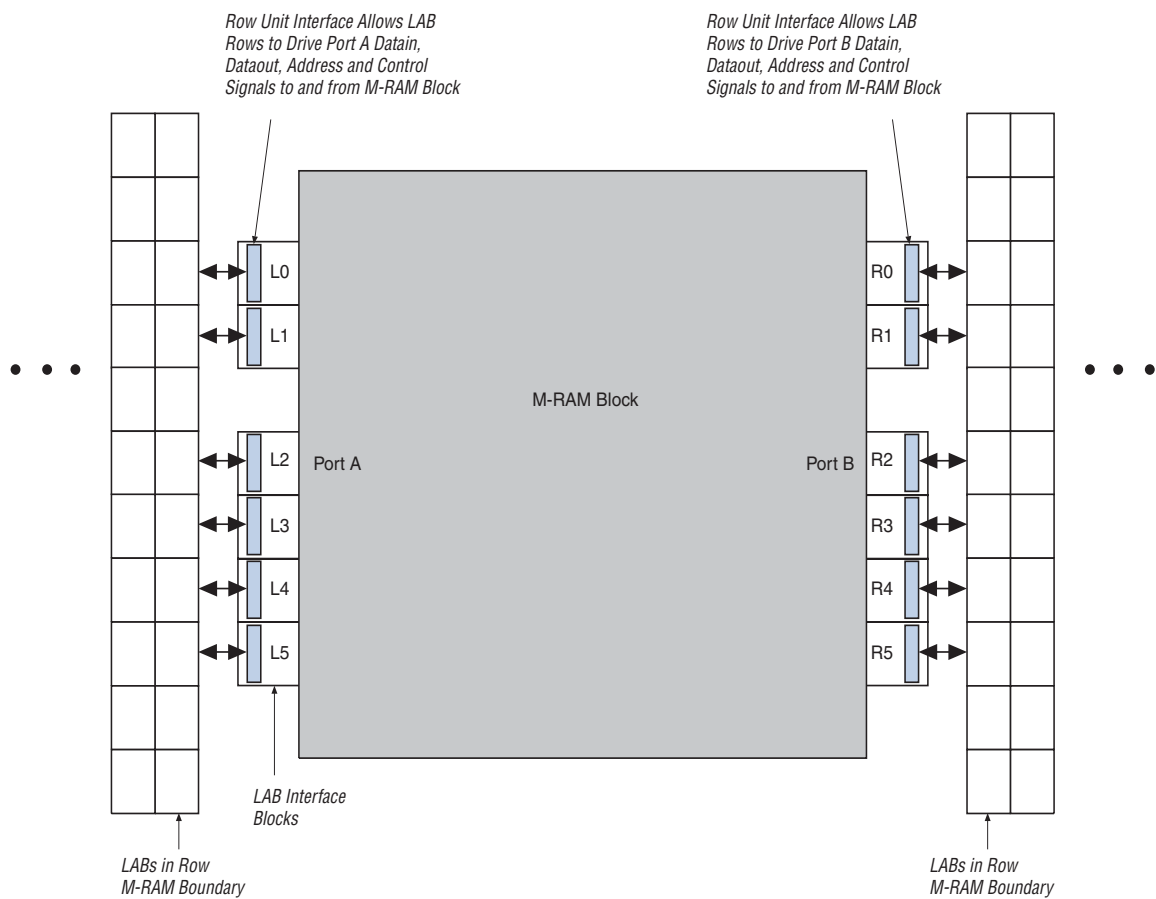 Row Unit Interface Allows LAB
Rows to Drive Port A Datain,
Dataout, Address and Control
Signals to and from M-RAM Block
Row Unit Interface Allows LAB
Rows to Drive Port B Datain,
Dataout, Address and Control
Signals to and from M-RAM Block
L0
R0
L1
R1
M-RAM Block
L2
Port A
Port B
R2
L3
R3
L4
R4
L5
R5
LAB Interface
Blocks
LABs in Row
M-RAM Boundary
LABs in Row
M-RAM Boundary